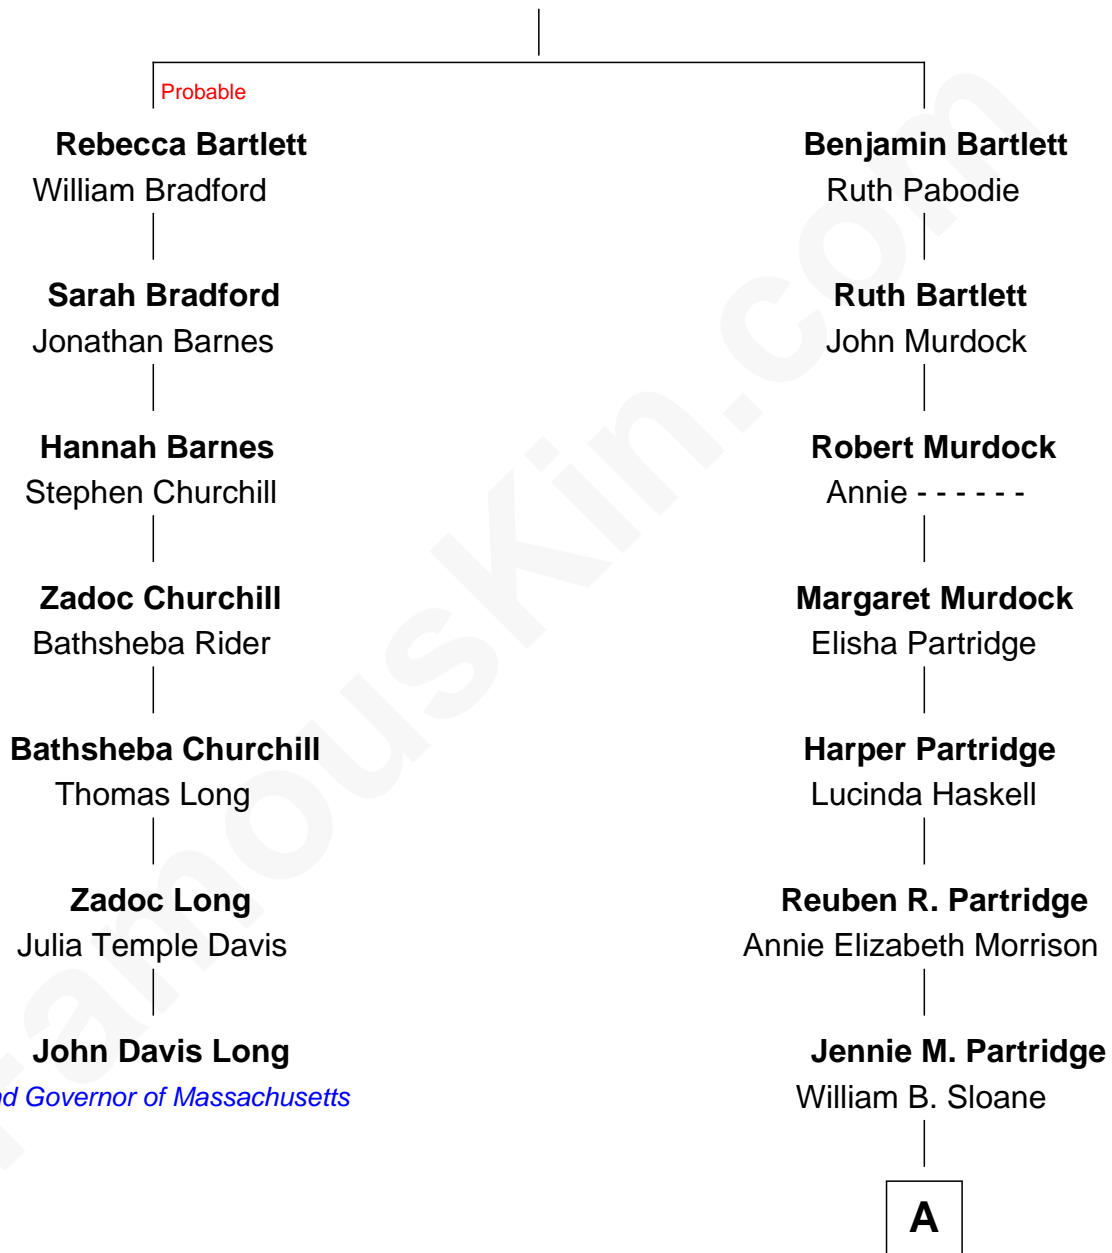 Probable
Rebecca Bartlett
William Bradford
Sarah Bradford
Jonathan Barnes
Hannah Barnes
Stephen Churchill
Zadoc Churchill
Bathsheba Rider
Bathsheba Churchill
Thomas Long
Zadoc Long
Julia Temple Davis
John Davis Long
nd Governor of Massachusetts
Benjamin Bartlett
Ruth Pabodie
Ruth Bartlett
John Murdock
Robert Murdock
Annie - - - - - -
Margaret Murdock
Elisha Partridge
Harper Partridge
Lucinda Haskell
Reuben R. Partridge
Annie Elizabeth Morrison
Jennie M. Partridge
William B. Sloane
A
FamousKin.com